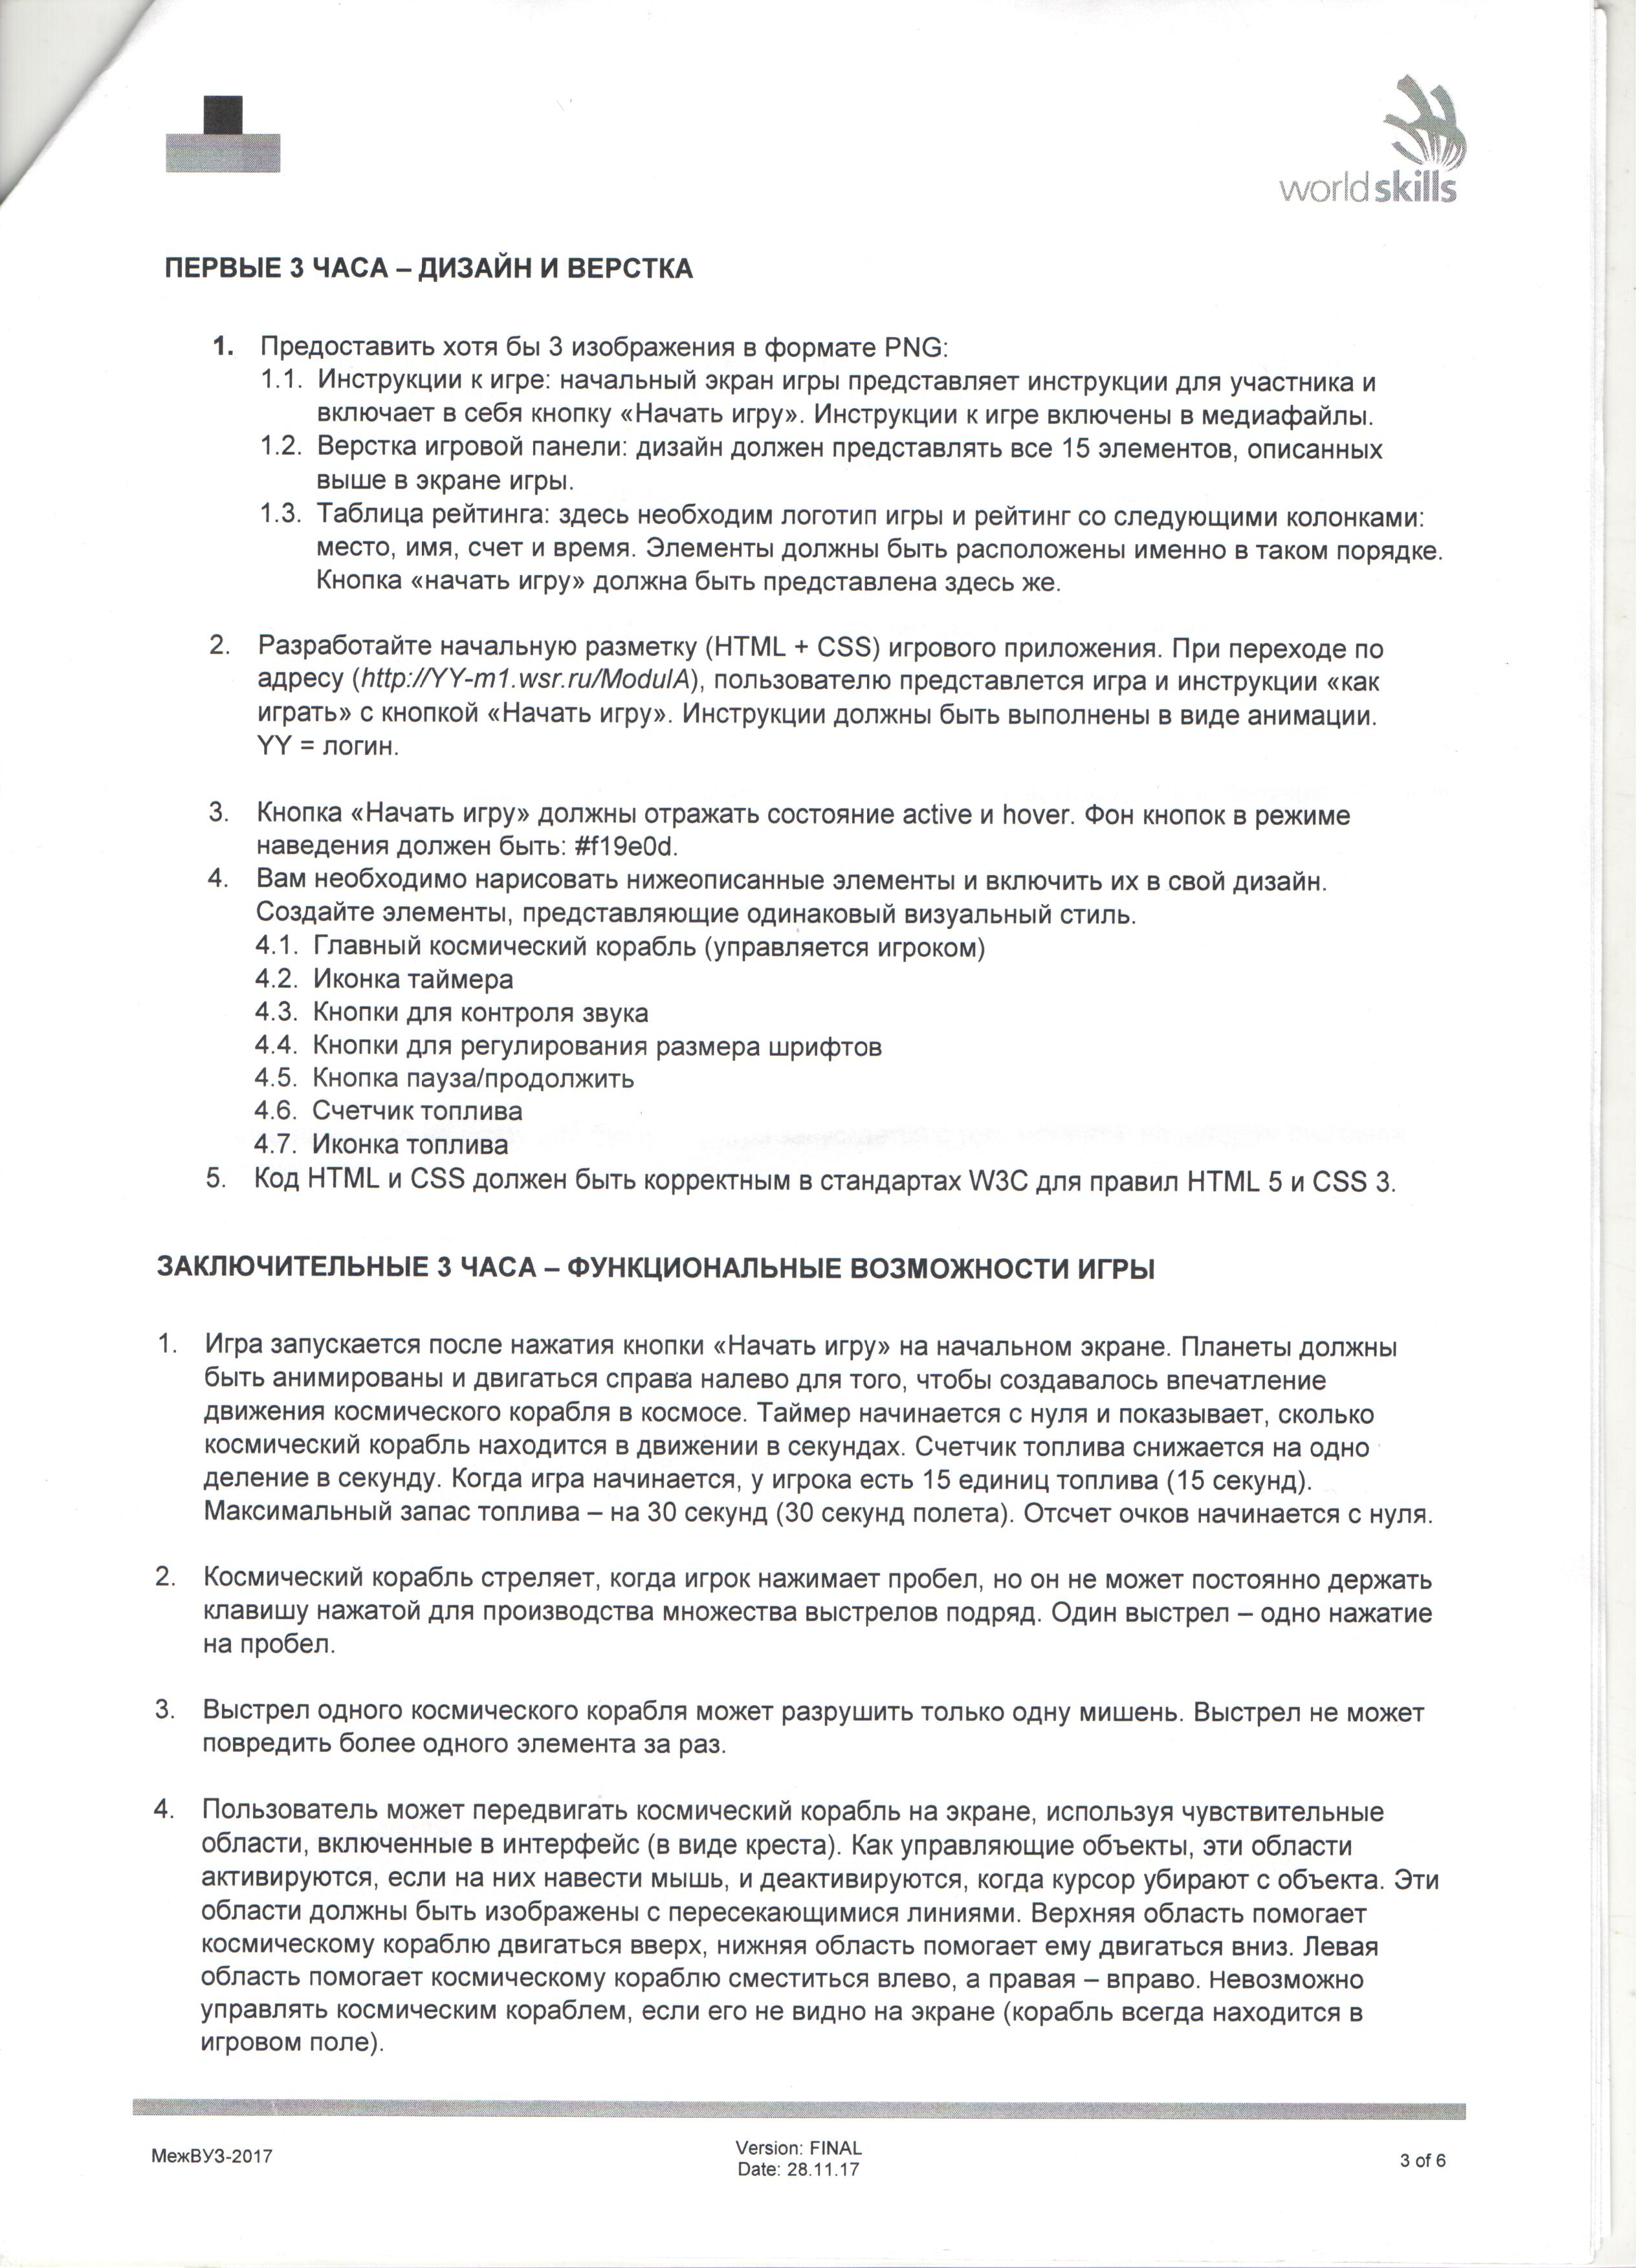 worldskills
ПЕРВЫЕ 3 ЧАСА – ДИЗАЙН И ВЕРСТКА
1. Предоставить хотя бы 3 изображения в формате PNG:
1.1. Инструкции к игре: начальный экран игры представляет инструкции для участника и
включает в себя кнопку «Начать игру». Инструкции к игре включены в медиафайлы.
1.2. Верстка игровой панели: дизайн должен представлять все 15 элементов, описанных
выше в экране игры.
1.3. Таблица рейтинга: здесь необходим логотип игры и рейтинг со следующими колонками:
место, имя, счет и время. Элементы должны быть расположены именно в таком порядке.
Кнопка «начать игру» должна быть представлена здесь же.
2. Разработайте начальную разметку (HTML + CSS) игрового приложения. При переходе по
адресу (http://YY-m1.wsr.ru/ModulA), пользователю представлется игра и инструкции «как
играть» с кнопкой «Начать игру». Инструкции должны быть выполнены в виде анимации.
YY = логин.
3. Кнопка «Начать игру» должны отражать состояние active и hover. Фон кнопок в режиме
наведения должен быть: #f19e0d.
4. Вам необходимо нарисовать нижеописанные элементы и включить их в свой дизайн.
Создайте элементы, представляющие одинаковый визуальный стиль.
4.1. Главный космический корабль (управляется игроком)
4.2. Иконка таймера
4.3. Кнопки для контроля звука
4.4. Кнопки для регулирования размера шрифтов
4.5. Кнопка пауза/продолжить
4.6. Счетчик топлива
4.7. Иконка топлива
5. Код HTML и CSS должен быть корректным в стандартах W3C для правил HTML 5 и CSS 3.
ЗАКЛЮЧИТЕЛЬНЫЕ 3 ЧАСА – ФУНКЦИОНАЛЬНЫЕ ВОЗМОЖНОСТИ ИГРЫ
1. Игра запускается после нажатия кнопки «Начать игру» на начальном экране. Планеты должны
быть анимированы и двигаться справа налево для того, чтобы создавалось впечатление
движения космического корабля в космосе. Таймер начинается с нуля и показывает, сколько
космический корабль находится в движении в секундах. Счетчик топлива снижается на одно
деление в секунду. Когда игра начинается, у игрока есть 15 единиц топлива (15 секунд).
Максимальный запас топлива – на 30 секунд (30 секунд полета). Отсчет очков начинается с нуля.
2. Космический корабль стреляет, когда игрок нажимает пробел, но он не может постоянно держать
клавишу нажатой для производства множества выстрелов подряд. Один выстрел – одно нажатие
на пробел.
3. Выстрел одного космического корабля может разрушить только одну мишень. Выстрел не может
повредить более одного элемента за раз.
4. Пользователь может передвигать космический корабль на экране, используя чувствительные
области, включенные в интерфейс (в виде креста). Как управляющие объекты, эти области
активируются, если на них навести мышь, и деактивируются, когда курсор убирают с объекта. Эти
области должны быть изображены с пересекающимися линиями. Верхняя область помогает
космическому кораблю двигаться вверх, нижняя область помогает ему двигаться вниз. Левая
область помогает космическому кораблю сместиться влево, а правая – вправо. Невозможно
управлять космическим кораблем, если его не видно на экране (корабль всегда находится в
игровом поле).
МежВУЗ-2017
Version: FINAL
Date: 28.11.17
3 of 6